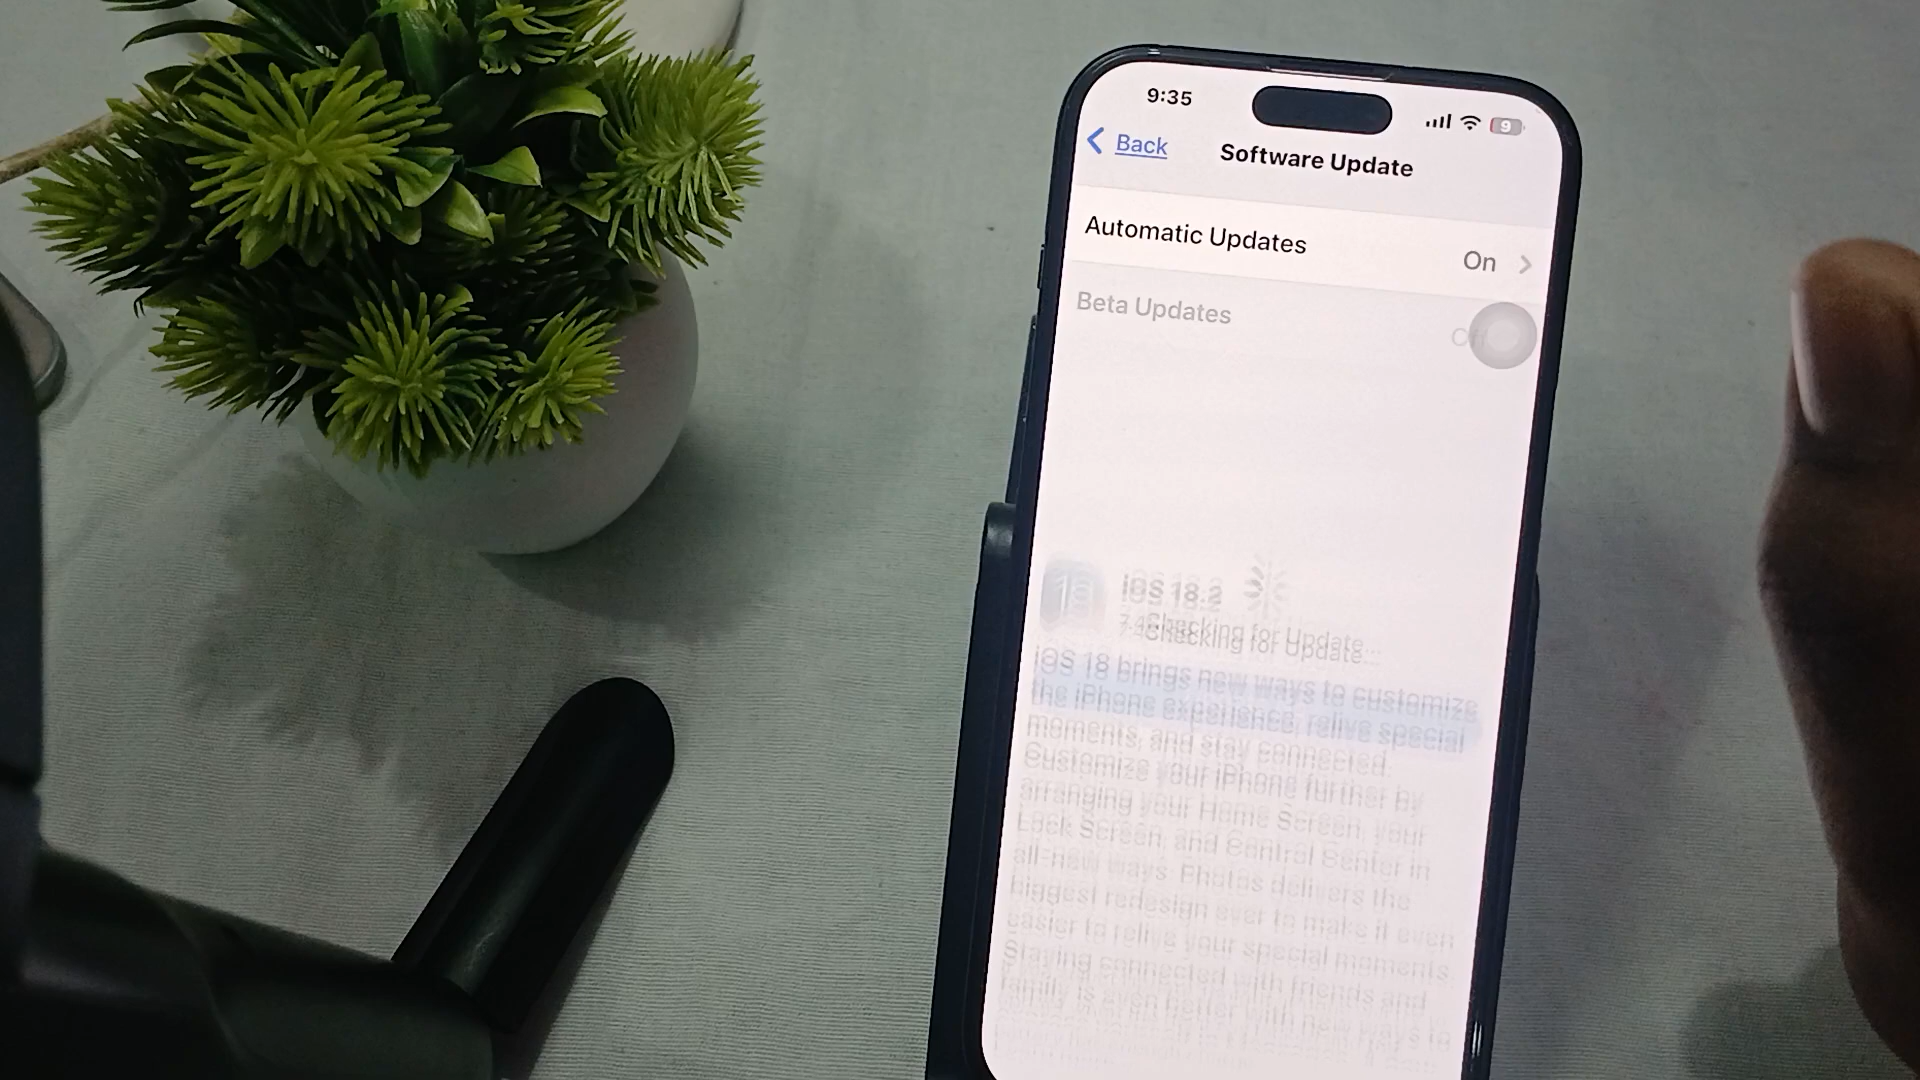 9:35
9
Back
Software Update
Automatic Updates
On
Beta Updates
Off
18
iOS 18.2
Checking for Update...
iOS 18 brings new ways to customize
the iPhone experience, relive special
moments, and stay connected.
Customize your iPhone further by
arranging your Home Screen, your
Lock Screen, and Control Center in
all-new ways. Photos delivers the
biggest redesign ever to make it even
easier to relive your special moments.
Staying connected with friends and
family is even better with new ways to